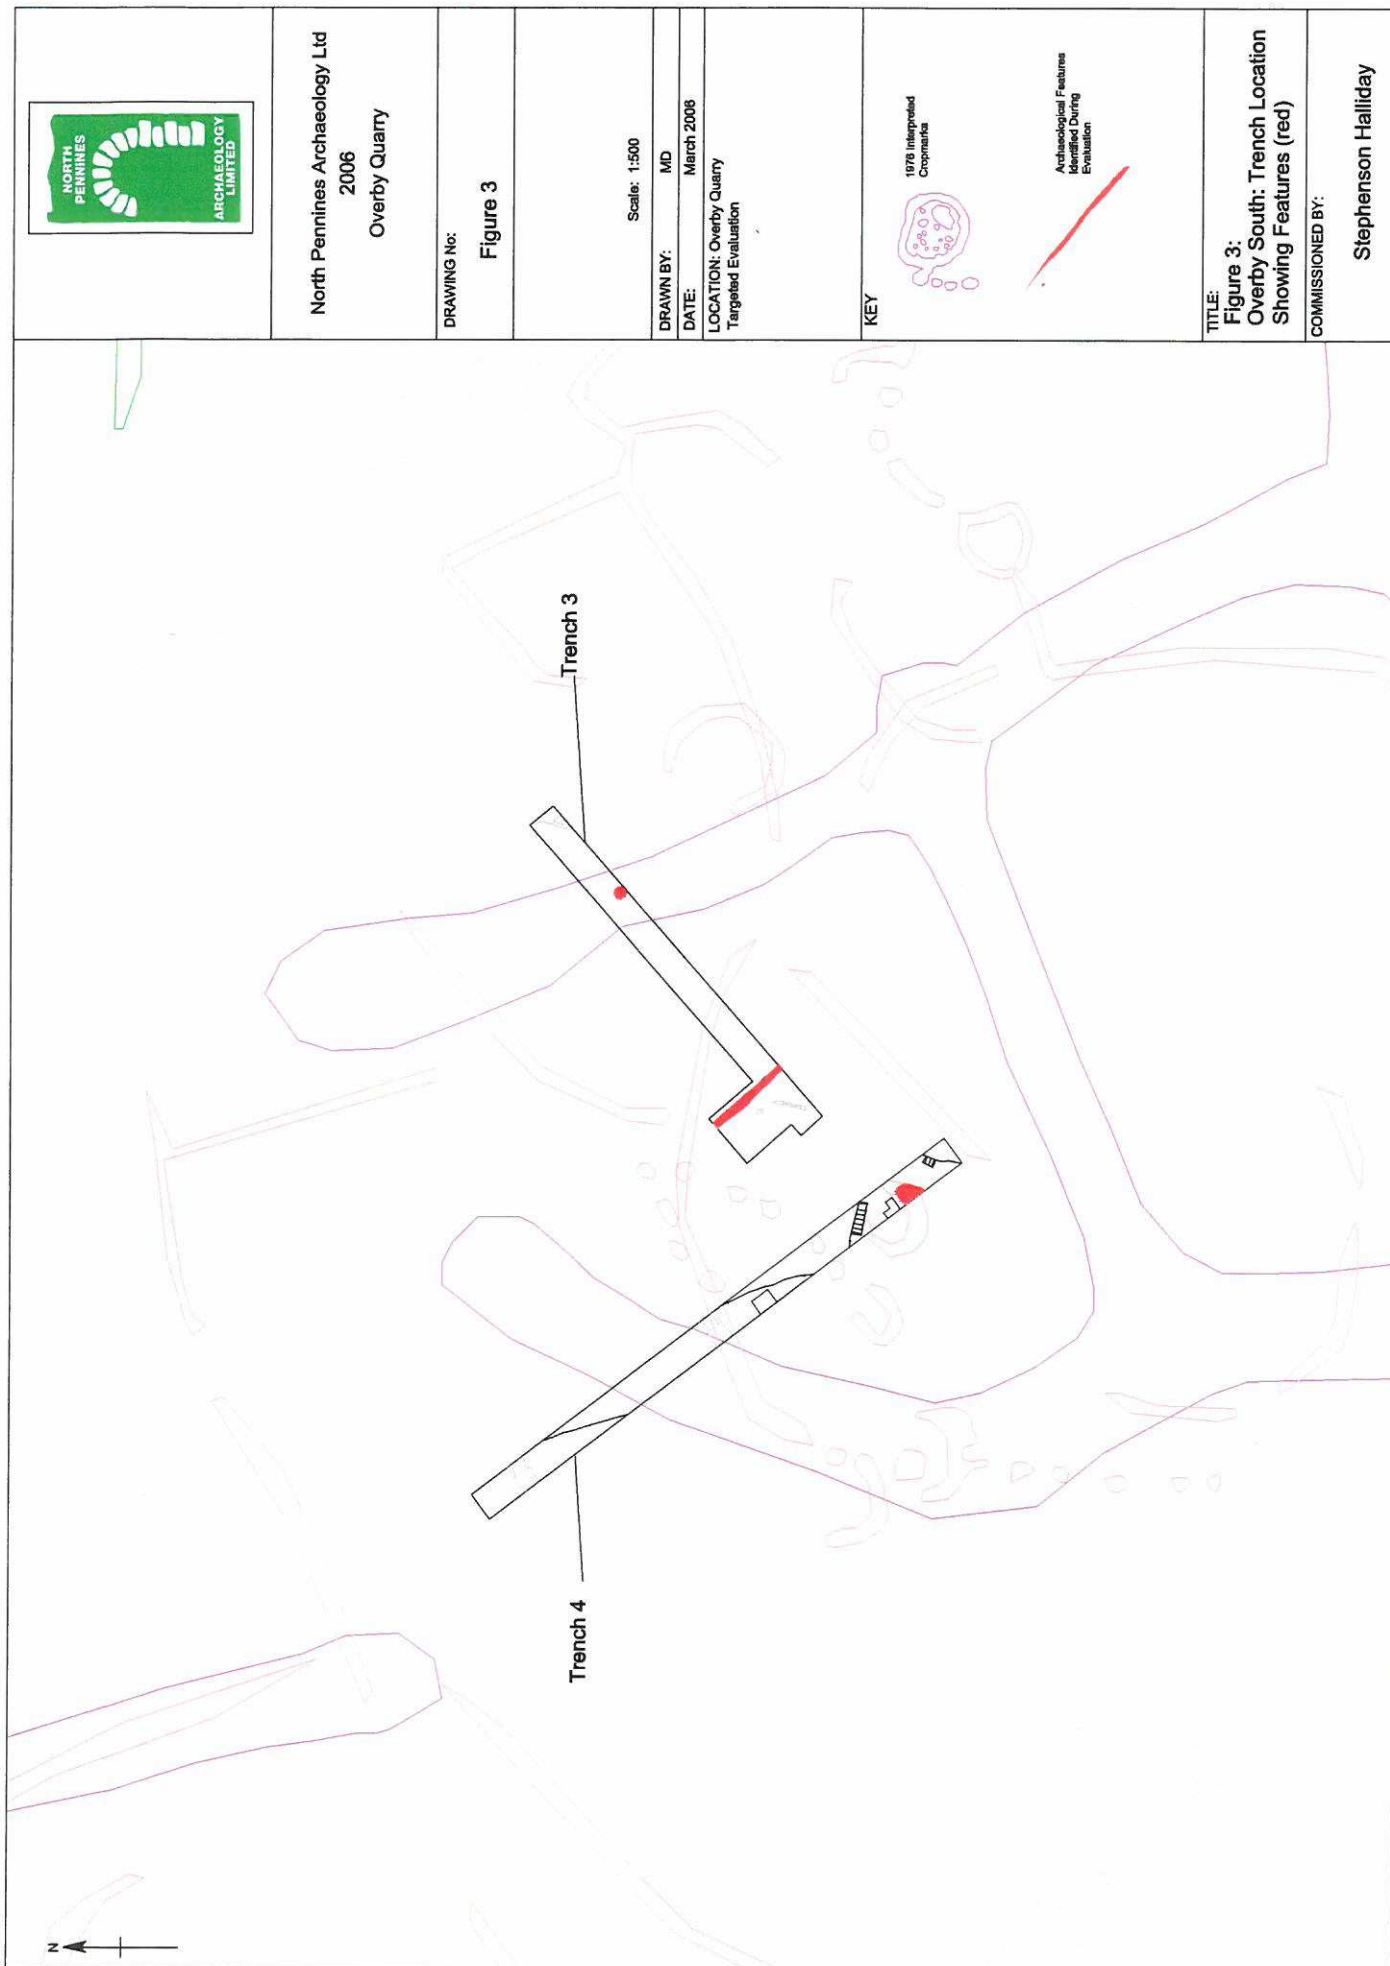 NORTH
PENNINES
ARCHAEOLOGY
LIMITED
North Pennines Archaeology Ltd
2006
Overby Quarry
DRAWING No:
Figure 3
Scale: 1:500
DRAWN BY: MD
DATE: March 2006
LOCATION: Overby Quarry
Targeted Evaluation
KEY
1976 Interpreted
Cropmarks
Archaeological Features
Identified During
Evaluation
TITLE:
Figure 3:
Overby South: Trench Location
Showing Features (red)
COMMISSIONED BY:
Stephenson Halliday
Trench 3
Trench 4
N